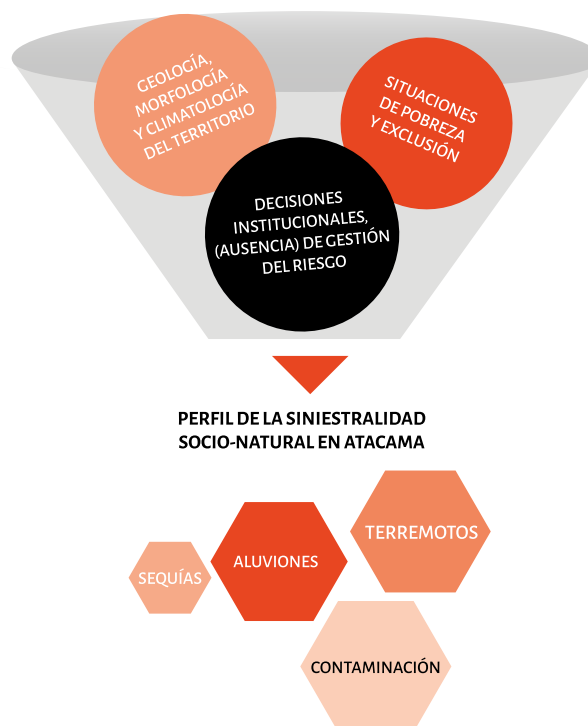 GEOLOGÍA,
MORFOLOGÍA
Y CLIMATOLOGÍA
DEL TERRITORIO
SITUACIONES
DE POBREZA
Y EXCLUSIÓN
DECISIONES
INSTITUCIONALES,
(AUSENCIA) DE GESTIÓN
DEL RIESGO
PERFIL DE LA SINIESTRALIDAD
SOCIO-NATURAL EN ATACAMA
TERREMOTOS
ALUVIONES
SEQUÍAS
CONTAMINACIÓN